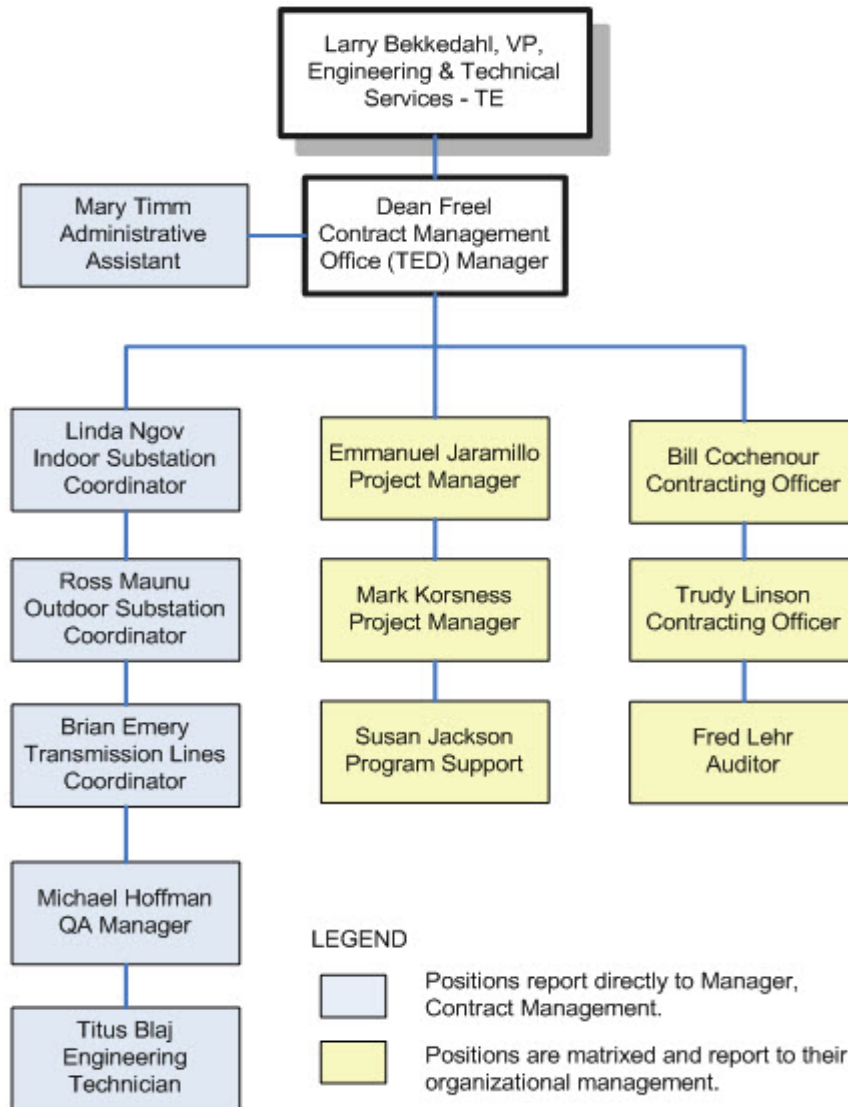 Larry Bekkedahl, VP,
Engineering & Technical
Services - TE
Mary Timm
Administrative
Assistant
Dean Freel
Contract Management
Office (TED) Manager
Linda Ngov
Indoor Substation
Coordinator
Ross Maunu
Outdoor Substation
Coordinator
Brian Emery
Transmission Lines
Coordinator
Michael Hoffman
QA Manager
Titus Blaj
Engineering
Technician
Emmanuel Jaramillo
Project Manager
Mark Korsness
Project Manager
Susan Jackson
Program Support
Bill Cochenour
Contracting Officer
Trudy Linson
Contracting Officer
Fred Lehr
Auditor
LEGEND
Positions report directly to Manager,
Contract Management.
Positions are matrixed and report to their
organizational management.